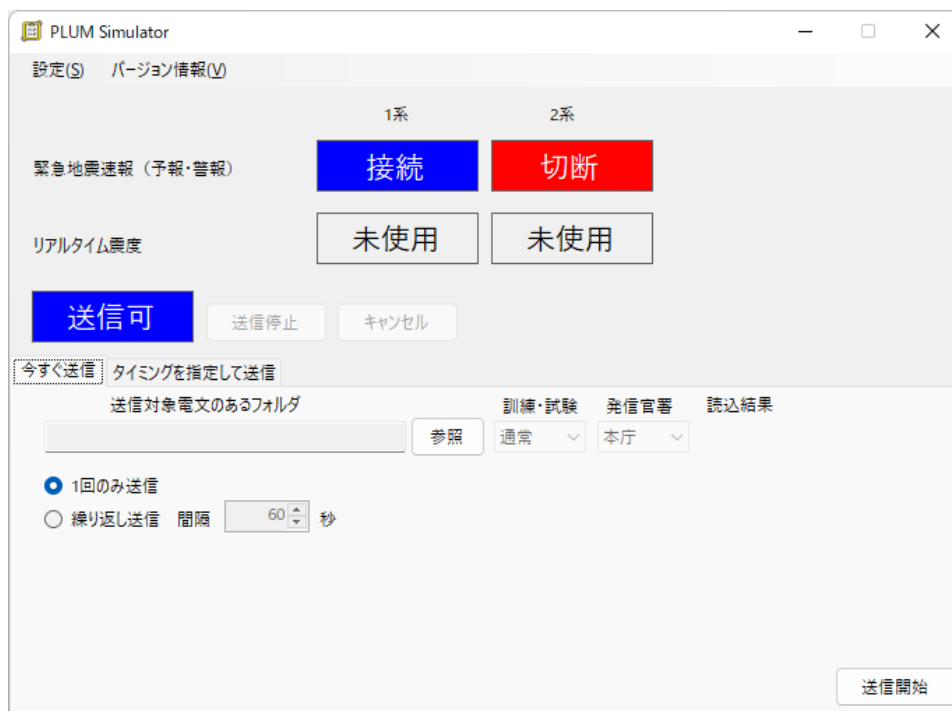 PLUM Simulator
設定(S) バージョン情報(V)
1系 2系
緊急地震速報（予報・警報） 接続 切断
リアルタイム震度 未使用 未使用
送信可 送信停止 キャンセル
今すぐ送信 タイミングを指定して送信
送信対象電文のあるフォルダ 訓練・試験 発信官署 読込結果
参照 通常 本庁
1回のみ送信
繰り返し送信 間隔 60 秒
送信開始